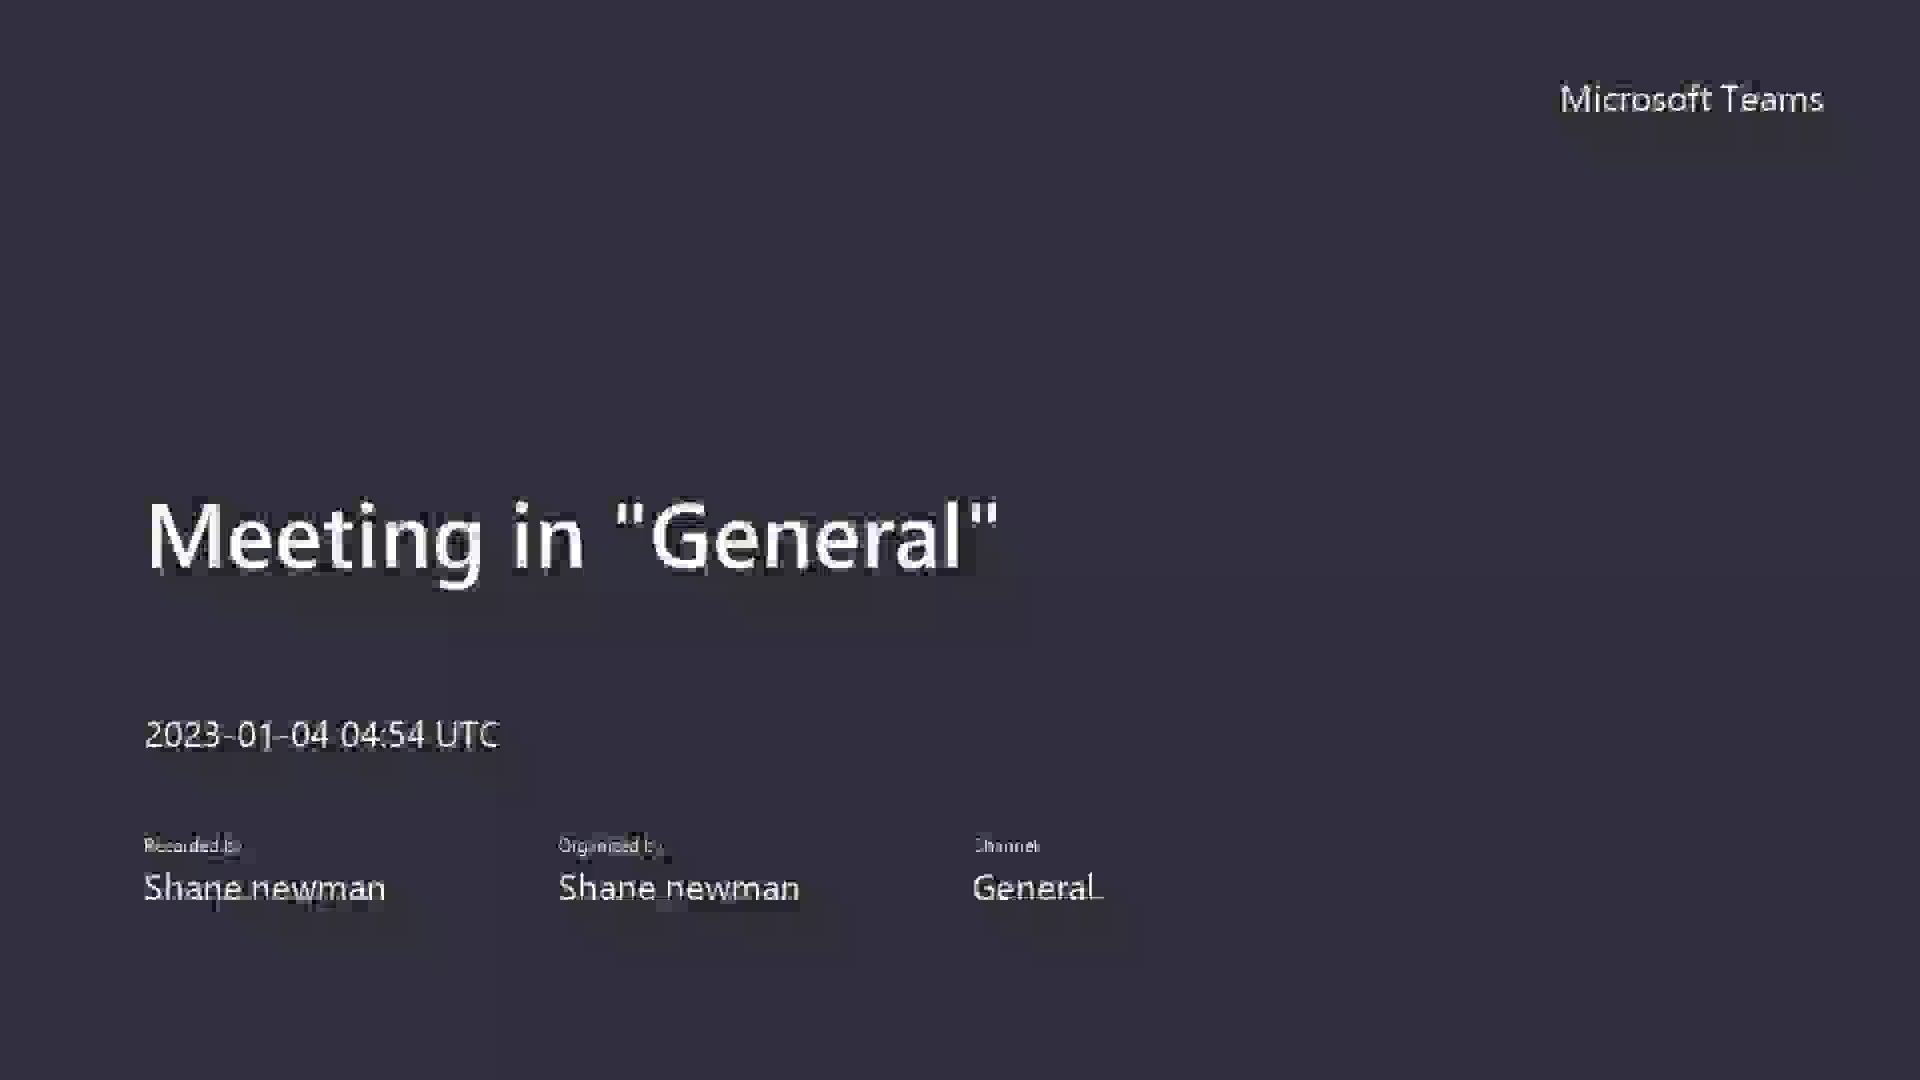 Microsoft Teams
Meeting in "General"
2023-01-04 04:54 UTC
Recorded by Organized by Channel
Shane newman Shane newman General